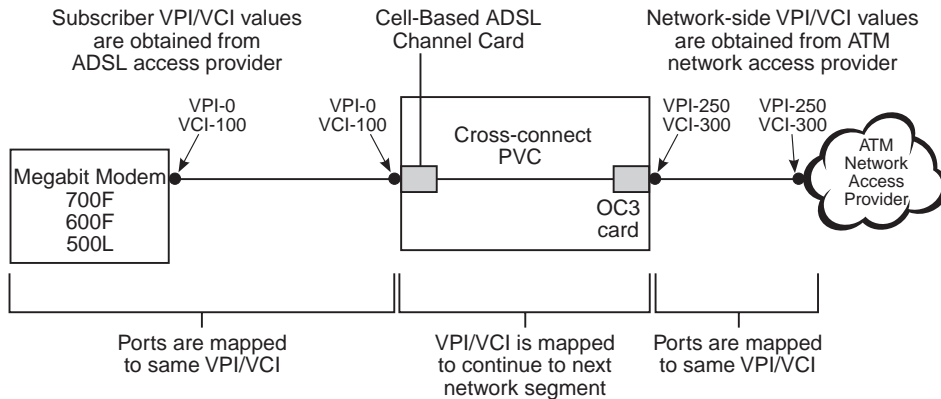 Subscriber VPI/VCI values
are obtained from
ADSL access provider
Cell-Based ADSL
Channel Card
Network-side VPI/VCI values
are obtained from ATM
network access provider
VPI-0
VCI-100
VPI-0
VCI-100
VPI-250
VCI-300
VPI-250
VCI-300
Megabit Modem
700F
600F
500L
Cross-connect
PVC
OC3
card
ATM
Network
Access
Provider
Ports are mapped
to same VPI/VCI
VPI/VCI is mapped
to continue to next
network segment
Ports are mapped
to same VPI/VCI